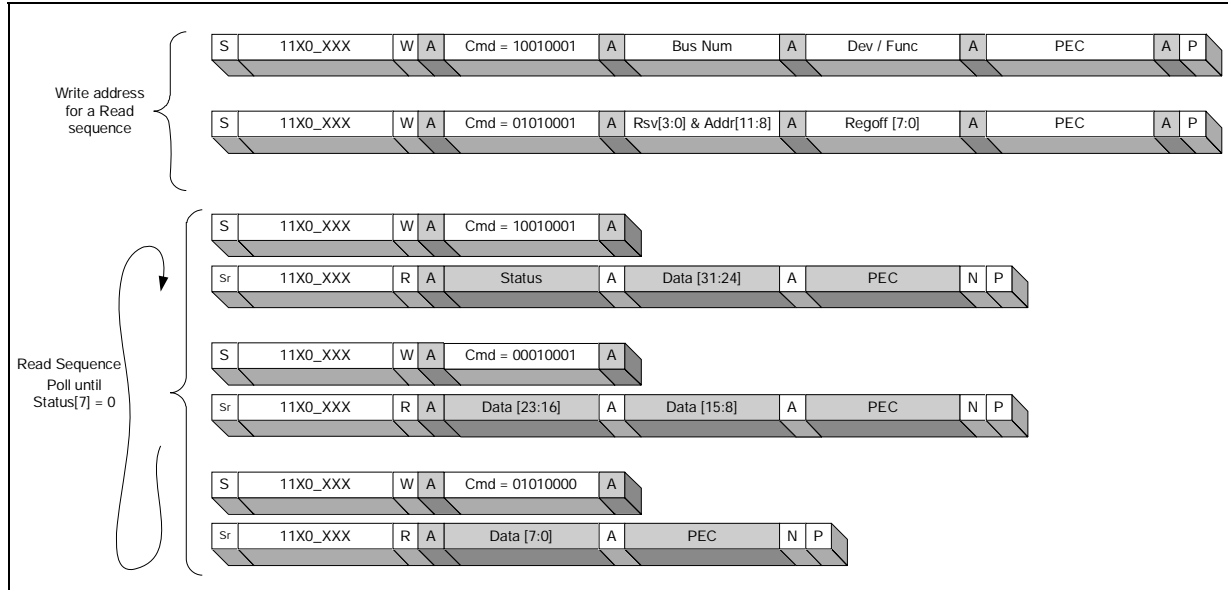 S 11X0_XXX W A Cmd = 10010001 A Bus Num A Dev / Func A PEC A P
Write address
for a Read
sequence
S 11X0_XXX W A Cmd = 01010001 A Rsv[3:0] & Addr[11:8] A Regoff [7:0] A PEC A P
S 11X0_XXX W A Cmd = 10010001 A
Sr 11X0_XXX R A Status A Data [31:24] A PEC N P
S 11X0_XXX W A Cmd = 00010001 A
Read Sequence
Poll until
Status[7] = 0
Sr 11X0_XXX R A Data [23:16] A Data [15:8] A PEC N P
S 11X0_XXX W A Cmd = 01010000 A
Sr 11X0_XXX R A Data [7:0] A PEC N P